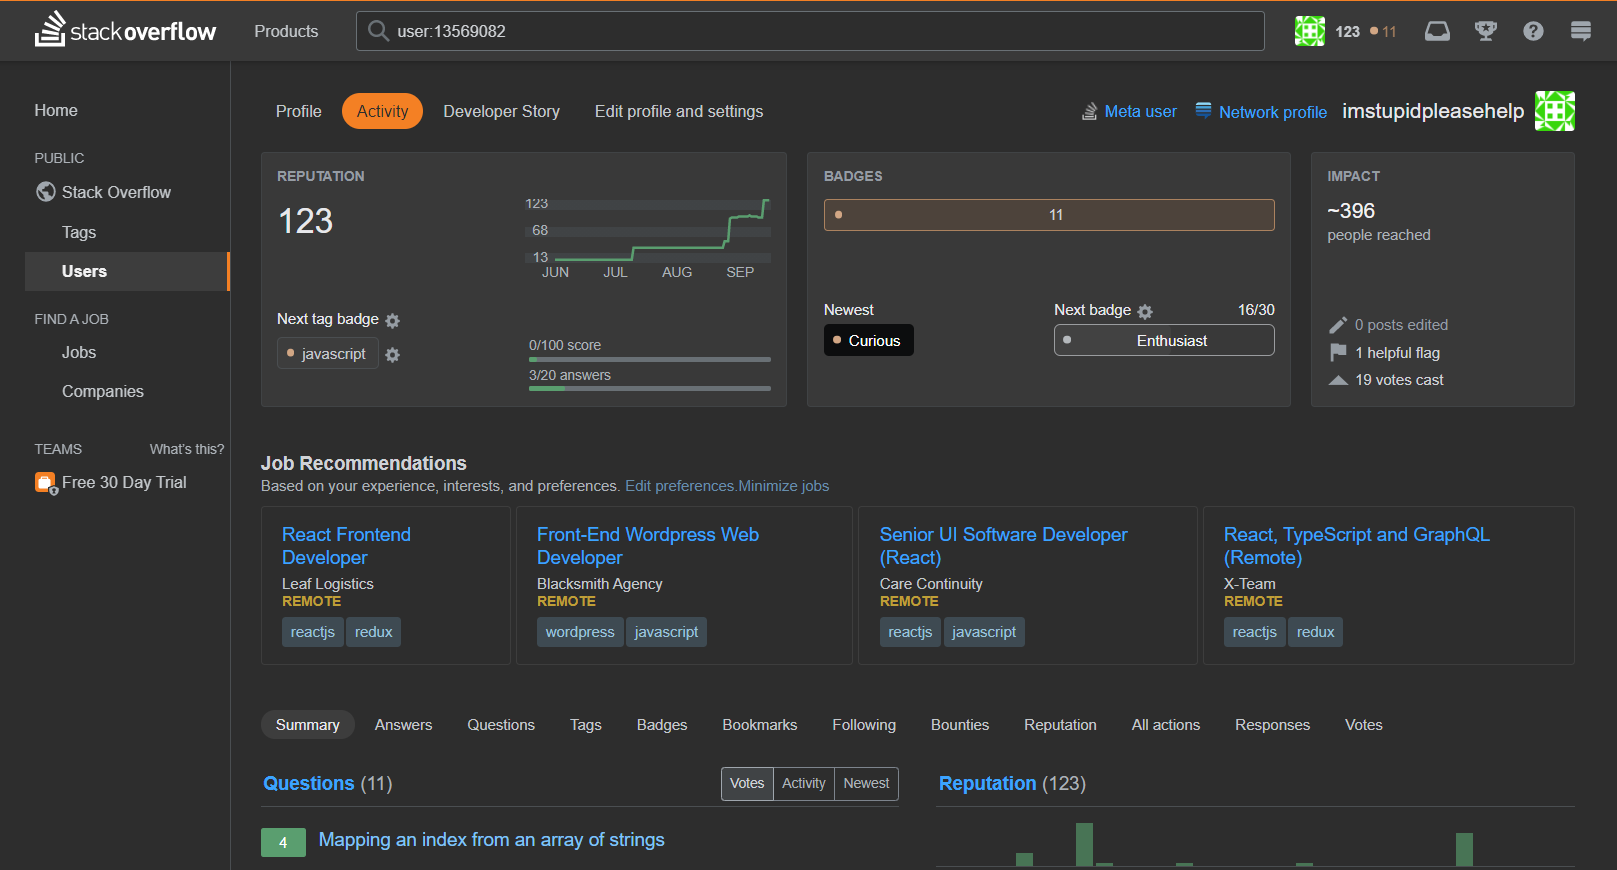 stack overflow
Products
user:13569082
123 11
Home
PUBLIC
Stack Overflow
Tags
Users
FIND A JOB
Jobs
Companies
TEAMS What's this?
Free 30 Day Trial
Profile Activity Developer Story Edit profile and settings
Meta user Network profile imstupidpleasehelp
REPUTATION
123
123
68
13
JUN JUL AUG SEP
Next tag badge
javascript
0/100 score
3/20 answers
BADGES
11
Newest
Curious
Next badge 16/30
Enthusiast
IMPACT
~396
people reached
0 posts edited
1 helpful flag
19 votes cast
Job Recommendations
Based on your experience, interests, and preferences. Edit preferences.Minimize jobs
React Frontend
Developer
Leaf Logistics
REMOTE
reactjs redux
Front-End Wordpress Web
Developer
Blacksmith Agency
REMOTE
wordpress javascript
Senior UI Software Developer
(React)
Care Continuity
REMOTE
reactjs javascript
React, TypeScript and GraphQL
(Remote)
X-Team
REMOTE
reactjs redux
Summary Answers Questions Tags Badges Bookmarks Following Bounties Reputation All actions Responses Votes
Questions (11)
Votes Activity Newest
4 Mapping an index from an array of strings
Reputation (123)